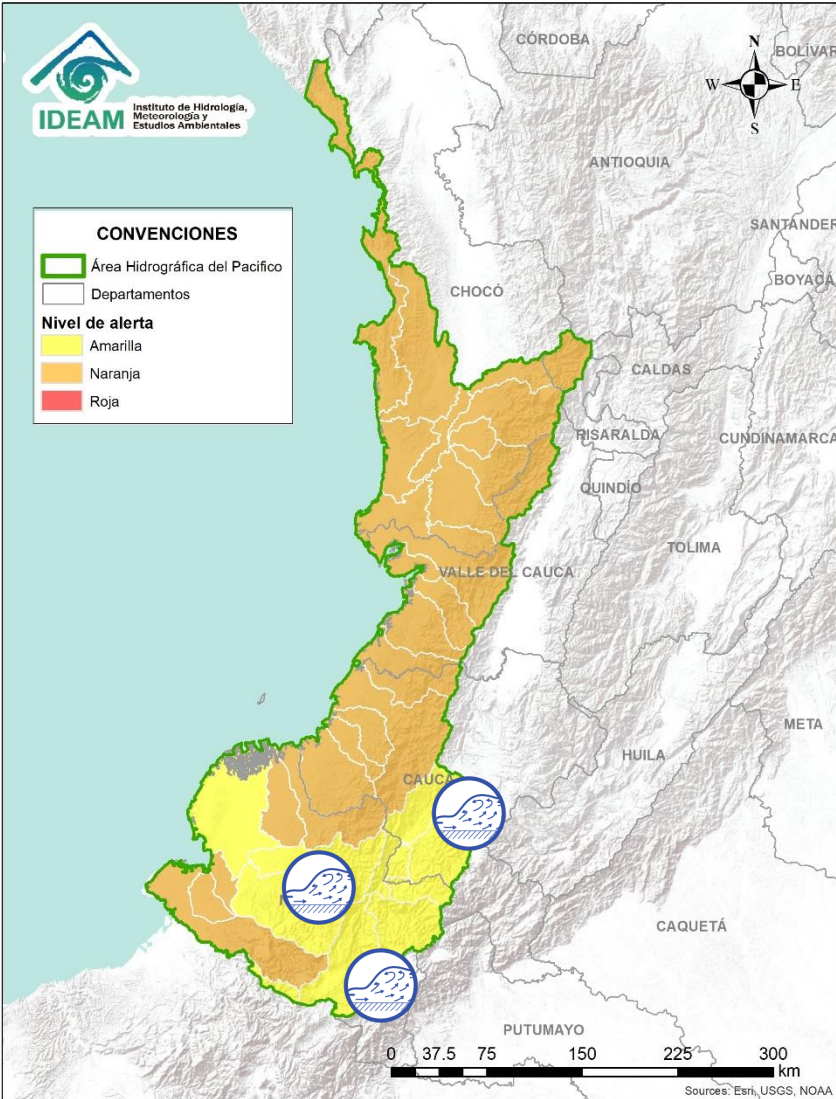 IDEAM
Instituto de Hidrología,
Meteorología y
Estudios Ambientales
N
W E
S
CÓRDOBA
BOLÍVAR
ANTIOQUIA
SANTANDER
BOYACÁ
CONVENCIONES
Área Hidrográfica del Pacifico
Departamentos
Nivel de alerta
Amarilla
Naranja
Roja
CHOCÓ
CALDAS
RISARALDA
CUNDINAMARCA
QUINDÍO
TOLIMA
VALLE DEL CAUCA
META
HUILA
CAUCA
CAQUETÁ
PUTUMAYO
0 37.5 75 150 225 300
km
Sources: Esri, USGS, NOAA